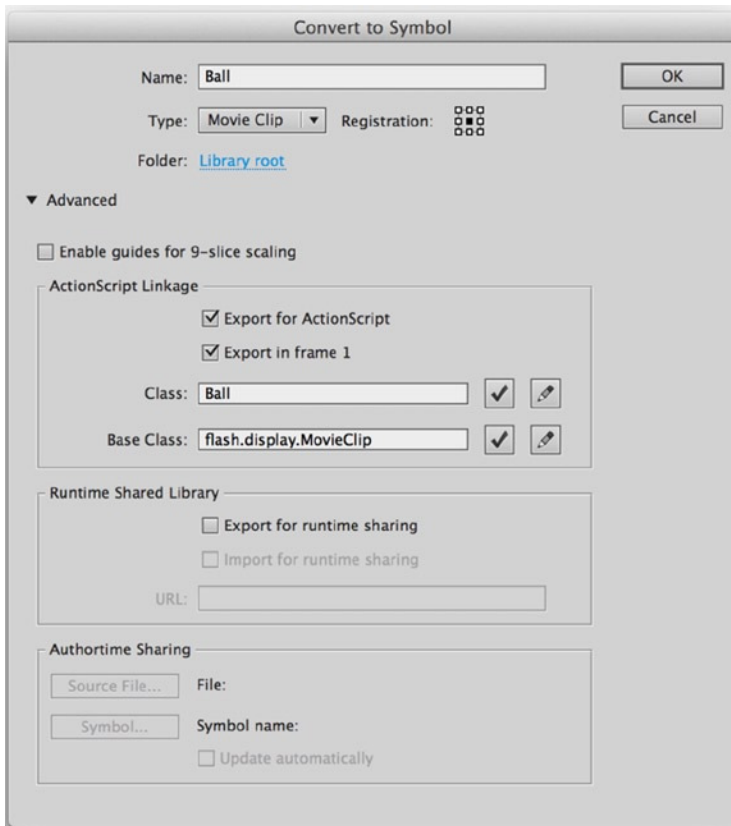 Convert to Symbol
Name: Ball
OK
Type: Movie Clip Registration:
Cancel
Folder: Library root
Advanced
Enable guides for 9-slice scaling
ActionScript Linkage
Export for ActionScript
Export in frame 1
Class: Ball
Base Class: flash.display.MovieClip
Runtime Shared Library
Export for runtime sharing
Import for runtime sharing
URL:
Authortime Sharing
Source File... File:
Symbol... Symbol name:
Update automatically